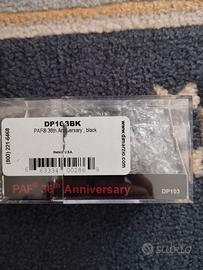 DP103BK
PAF® 36th Anniversary , black
Made in U.S.A.
(800) 221-6468
www.dimarzio.com
PAF® 36th Anniversary
DP103
subito